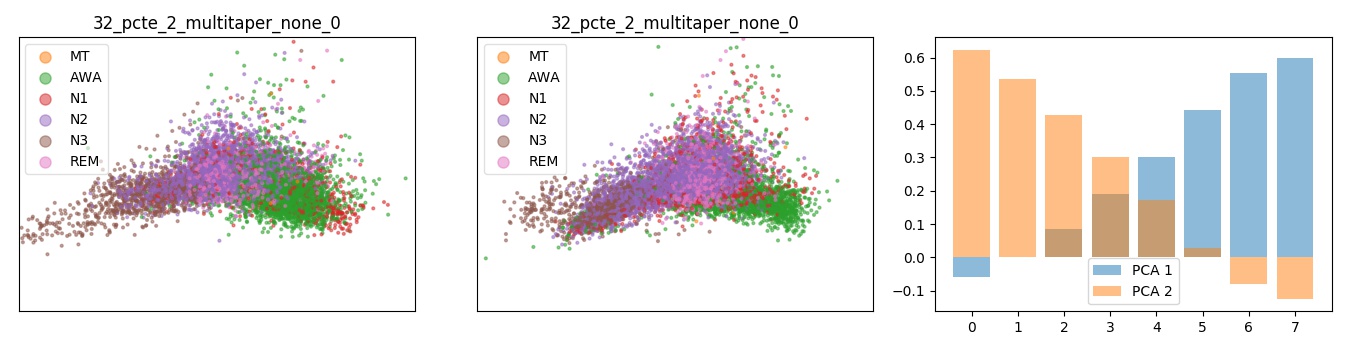 32_pcte_2_multitaper_none_0
MT
AWA
N1
N2
N3
REM
32_pcte_2_multitaper_none_0
MT
AWA
N1
N2
N3
REM
0.6
0.5
0.4
0.3
0.2
0.1
0.0
−0.1
PCA 1
PCA 2
0 1 2 3 4 5 6 7